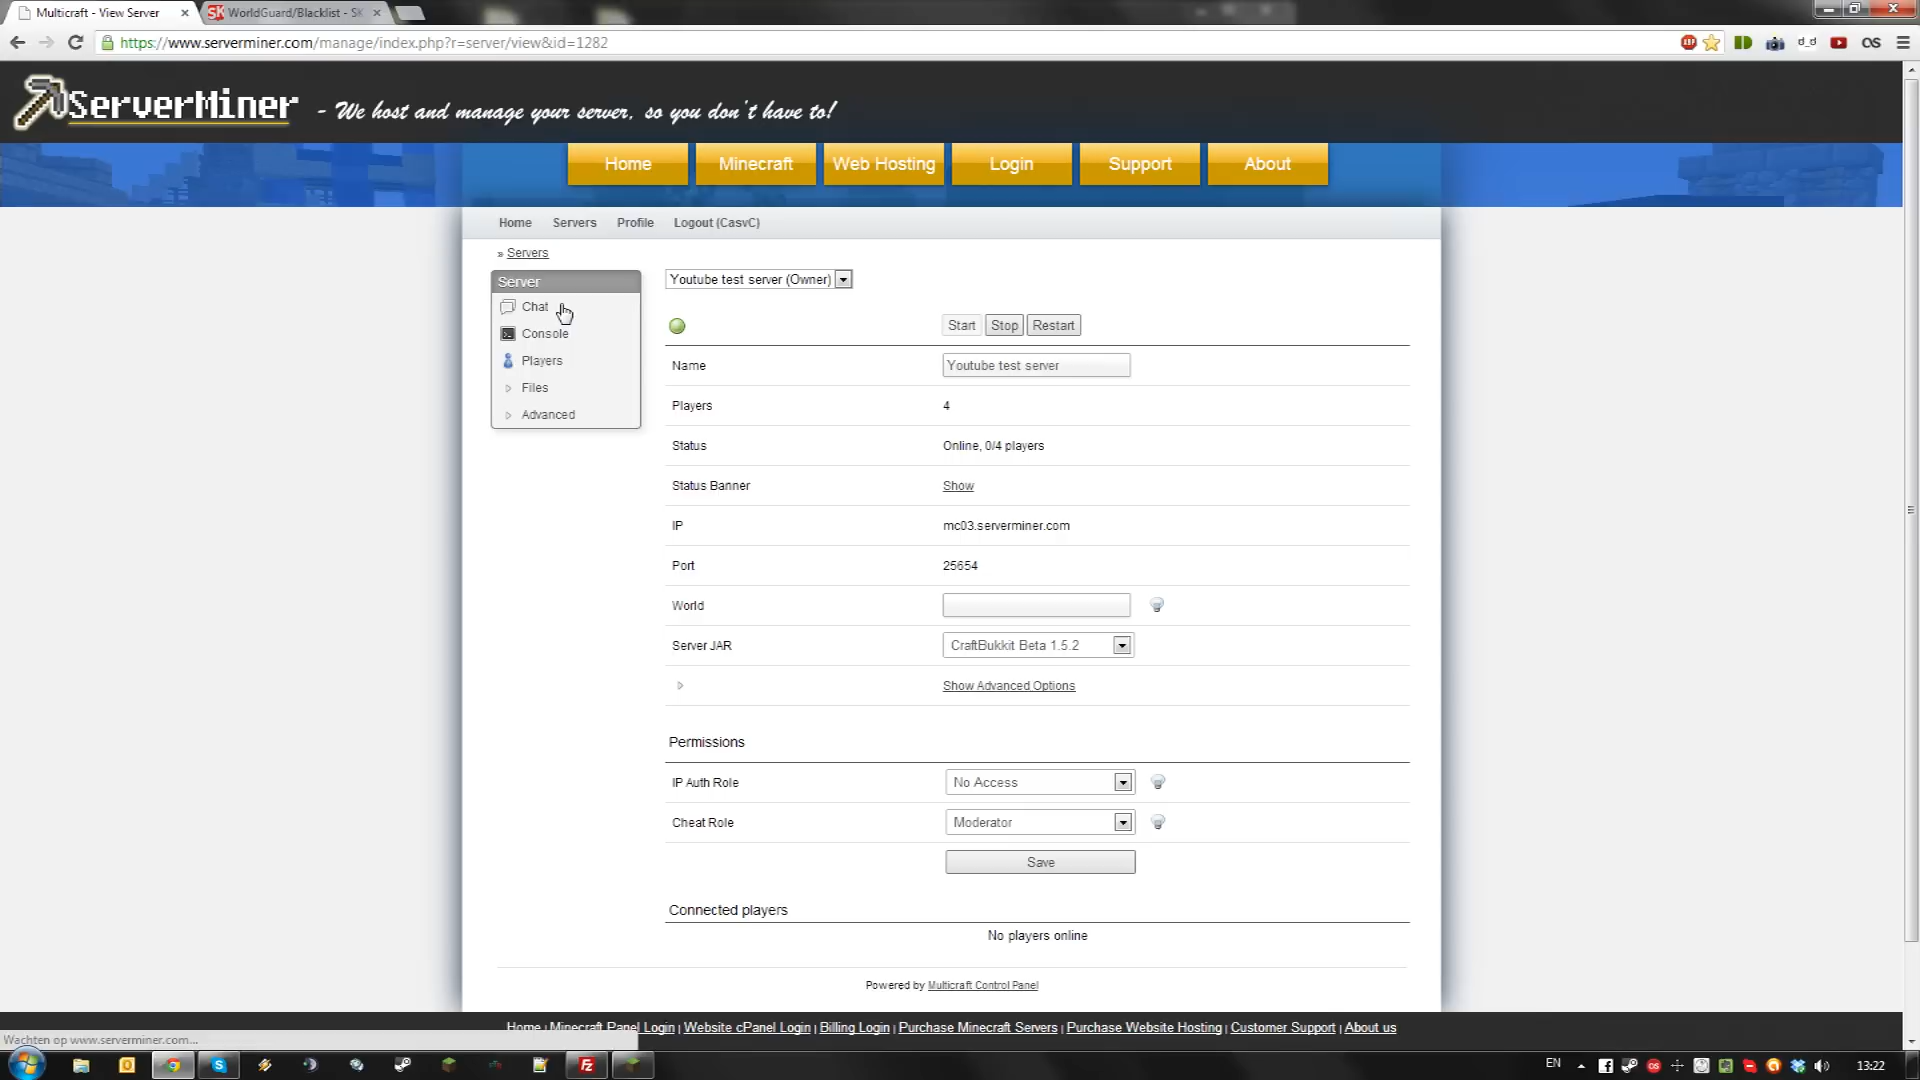 Multicraft - View Server
WorldGuard/Blacklist - SK
https://www.serverminer.com/manage/index.php?r=server/view&id=1282
ServerMiner - We host and manage your server, so you don't have to!
Home Minecraft Web Hosting Login Support About
Home Servers Profile Logout (CasvC)
» Servers
Server
Chat
Console
Players
Files
Advanced
Youtube test server (Owner)
Start Stop Restart
Name Youtube test server
Players 4
Status Online, 0/4 players
Status Banner Show
IP mc03.serverminer.com
Port 25654
World
Server JAR CraftBukkit Beta 1.5.2
Show Advanced Options
Permissions
IP Auth Role No Access
Cheat Role Moderator
Save
Connected players
No players online
Powered by Multicraft Control Panel
Home | Minecraft Panel Login | Website cPanel Login | Billing Login | Purchase Minecraft Servers | Purchase Website Hosting | Customer Support | About us
Wachten op www.serverminer.com...
EN 13:22